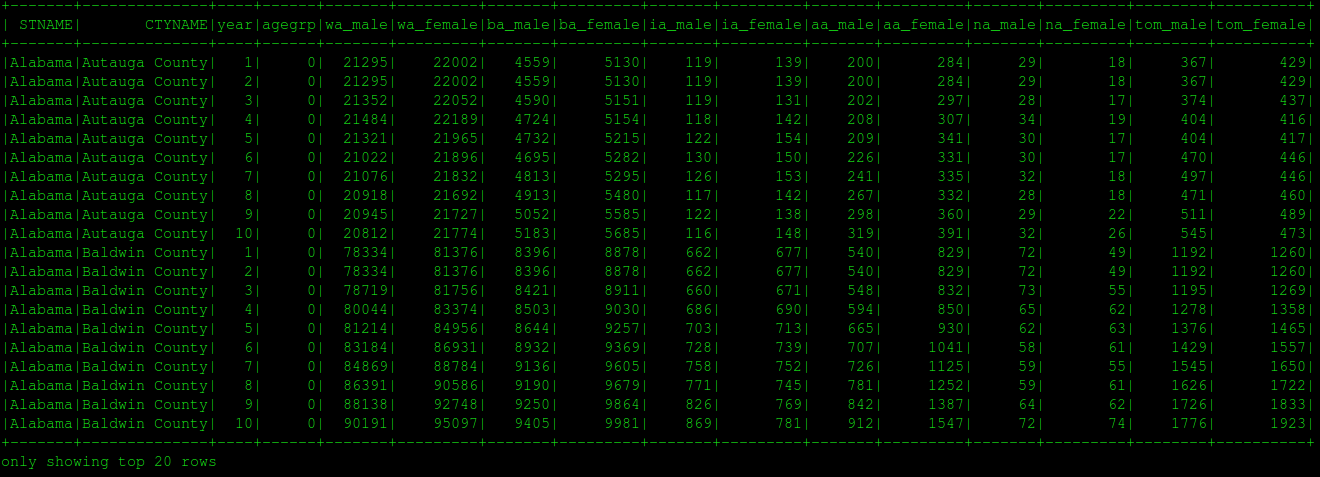 +-------+--------------+----+------+-------+---------+-------+---------+-------+---------+-------+---------+-------+---------+--------+----------+
| STNAME|       CTYNAME|year|agegrp|wa_male|wa_female|ba_male|ba_female|ia_male|ia_female|aa_male|aa_female|na_male|na_female|tom_male|tom_female|
+-------+--------------+----+------+-------+---------+-------+---------+-------+---------+-------+---------+-------+---------+--------+----------+
|Alabama|Autauga County|   1|     0|  21295|    22002|   4559|     5130|    119|      139|    200|      284|     29|       18|     367|       429|
|Alabama|Autauga County|   2|     0|  21295|    22002|   4559|     5130|    119|      139|    200|      284|     29|       18|     367|       429|
|Alabama|Autauga County|   3|     0|  21352|    22052|   4590|     5151|    119|      131|    202|      297|     28|       17|     374|       437|
|Alabama|Autauga County|   4|     0|  21484|    22189|   4724|     5154|    118|      142|    208|      307|     34|       19|     404|       416|
|Alabama|Autauga County|   5|     0|  21321|    21965|   4732|     5215|    122|      154|    209|      341|     30|       17|     404|       417|
|Alabama|Autauga County|   6|     0|  21022|    21896|   4695|     5282|    130|      150|    226|      331|     30|       17|     470|       446|
|Alabama|Autauga County|   7|     0|  21076|    21832|   4813|     5295|    126|      153|    241|      335|     32|       18|     497|       446|
|Alabama|Autauga County|   8|     0|  20918|    21692|   4913|     5480|    117|      142|    267|      332|     28|       18|     471|       460|
|Alabama|Autauga County|   9|     0|  20945|    21727|   5052|     5585|    122|      138|    298|      360|     29|       22|     511|       489|
|Alabama|Autauga County|  10|     0|  20812|    21774|   5183|     5685|    116|      148|    319|      391|     32|       26|     545|       473|
|Alabama|Baldwin County|   1|     0|  78334|    81376|   8396|     8878|    662|      677|    540|      829|     72|       49|    1192|      1260|
|Alabama|Baldwin County|   2|     0|  78334|    81376|   8396|     8878|    662|      677|    540|      829|     72|       49|    1192|      1260|
|Alabama|Baldwin County|   3|     0|  78719|    81756|   8421|     8911|    660|      671|    548|      832|     73|       55|    1195|      1269|
|Alabama|Baldwin County|   4|     0|  80044|    83374|   8503|     9030|    686|      690|    594|      850|     65|       62|    1278|      1358|
|Alabama|Baldwin County|   5|     0|  81214|    84956|   8644|     9257|    703|      713|    665|      930|     62|       63|    1376|      1465|
|Alabama|Baldwin County|   6|     0|  83184|    86931|   8932|     9369|    728|      739|    707|     1041|     58|       61|    1429|      1557|
|Alabama|Baldwin County|   7|     0|  84869|    88784|   9136|     9605|    758|      752|    726|     1125|     59|       55|    1545|      1650|
|Alabama|Baldwin County|   8|     0|  86391|    90586|   9190|     9679|    771|      745|    781|     1252|     59|       61|    1626|      1722|
|Alabama|Baldwin County|   9|     0|  88138|    92748|   9250|     9864|    826|      769|    842|     1387|     64|       62|    1726|      1833|
|Alabama|Baldwin County|  10|     0|  90191|    95097|   9405|     9981|    869|      781|    912|     1547|     72|       74|    1776|      1923|
+-------+--------------+----+------+-------+---------+-------+---------+-------+---------+-------+---------+-------+---------+--------+----------+
only showing top 20 rows